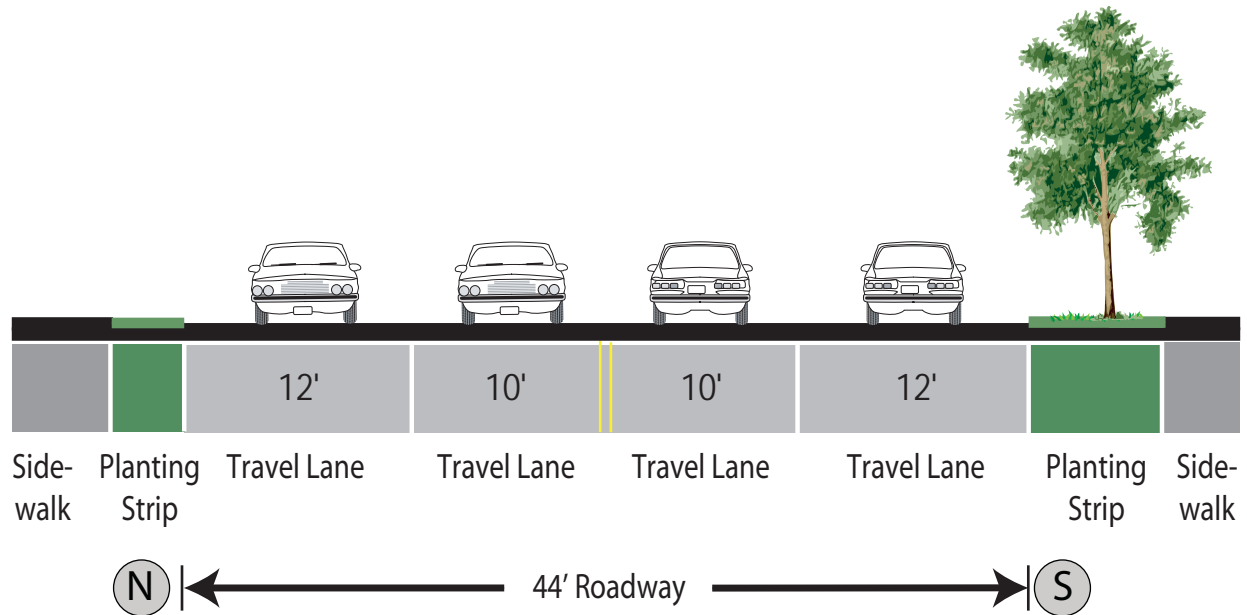 12' 10' 10' 12'
Side-
walk
Planting
Strip
Travel Lane
Travel Lane
Travel Lane
Travel Lane
Planting
Strip
Side-
walk
N 44' Roadway S